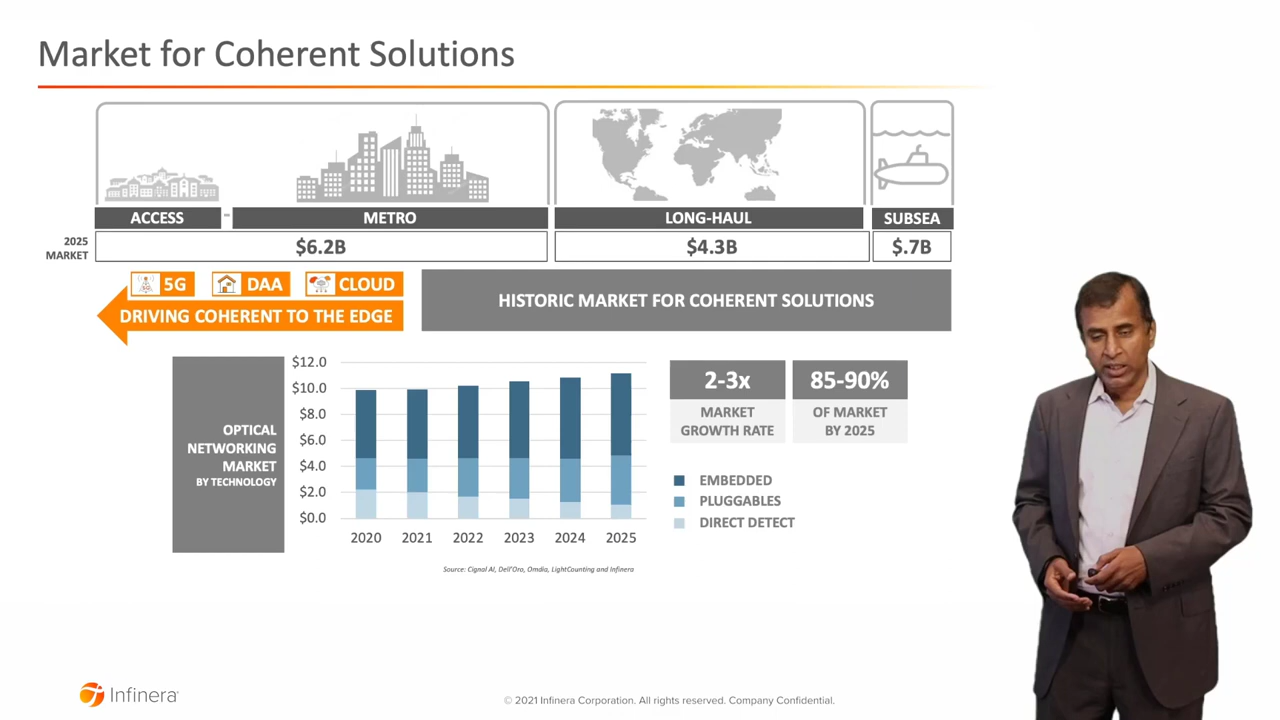 Market for Coherent Solutions
ACCESS
METRO
LONG-HAUL
SUBSEA
2025
MARKET
$6.2B
$4.3B
$.7B
5G
DAA
CLOUD
DRIVING COHERENT TO THE EDGE
HISTORIC MARKET FOR COHERENT SOLUTIONS
OPTICAL
NETWORKING
MARKET
BY TECHNOLOGY
$12.0
$10.0
$8.0
$6.0
$4.0
$2.0
$0.0
2020 2021 2022 2023 2024 2025
2-3x
MARKET
GROWTH RATE
85-90%
OF MARKET
BY 2025
EMBEDDED
PLUGGABLES
DIRECT DETECT
Source: Cignal AI, Dell'Oro, Omdia, LightCounting and Infinera
Infinera
© 2021 Infinera Corporation. All rights reserved. Company Confidential.